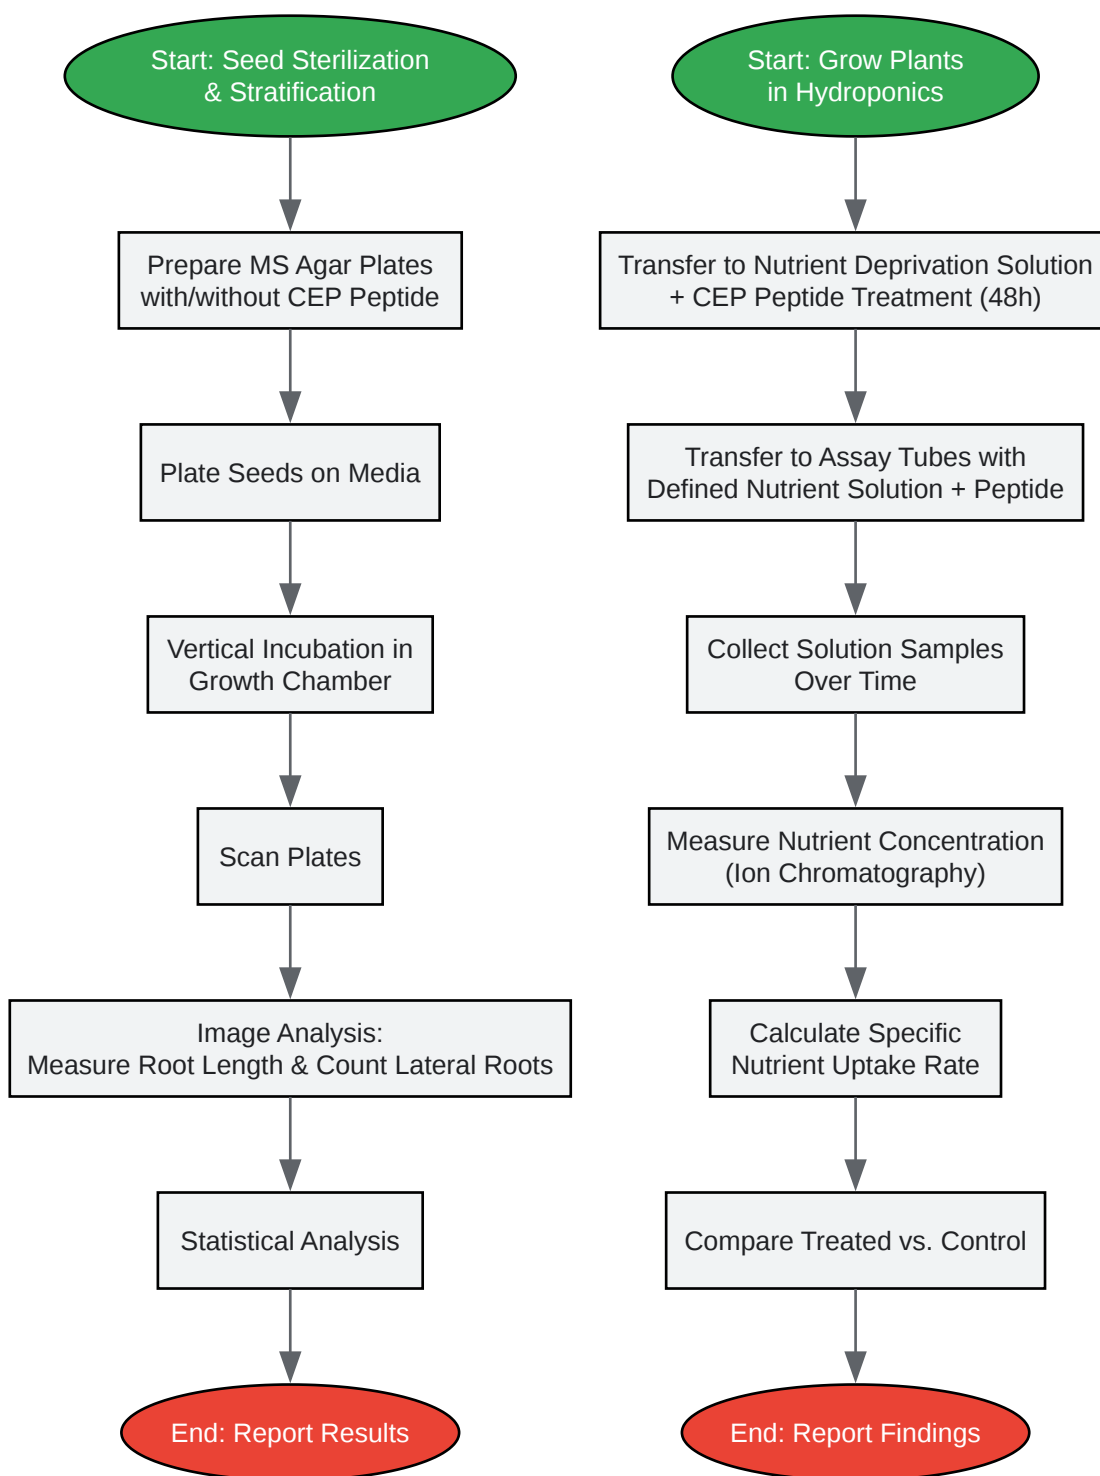 Start: Seed Sterilization
& Stratification
Prepare MS Agar Plates
with/without CEP Peptide
Plate Seeds on Media
Vertical Incubation in
Growth Chamber
Scan Plates
Image Analysis:
Measure Root Length & Count Lateral Roots
Statistical Analysis
End: Report Results
Start: Grow Plants
in Hydroponics
Transfer to Nutrient Deprivation Solution
+ CEP Peptide Treatment (48h)
Transfer to Assay Tubes with
Defined Nutrient Solution + Peptide
Collect Solution Samples
Over Time
Measure Nutrient Concentration
(Ion Chromatography)
Calculate Specific
Nutrient Uptake Rate
Compare Treated vs. Control
End: Report Findings